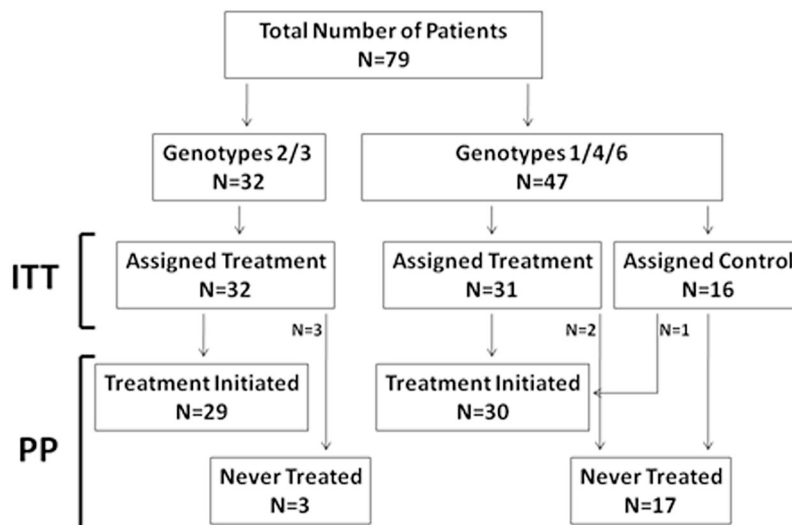 Total Number of Patients
N=79
Genotypes 2/3
N=32
Genotypes 1/4/6
N=47
ITT
Assigned Treatment
N=32
Assigned Treatment
N=31
Assigned Control
N=16
N=3
N=2
N=1
PP
Treatment Initiated
N=29
Treatment Initiated
N=30
Never Treated
N=3
Never Treated
N=17